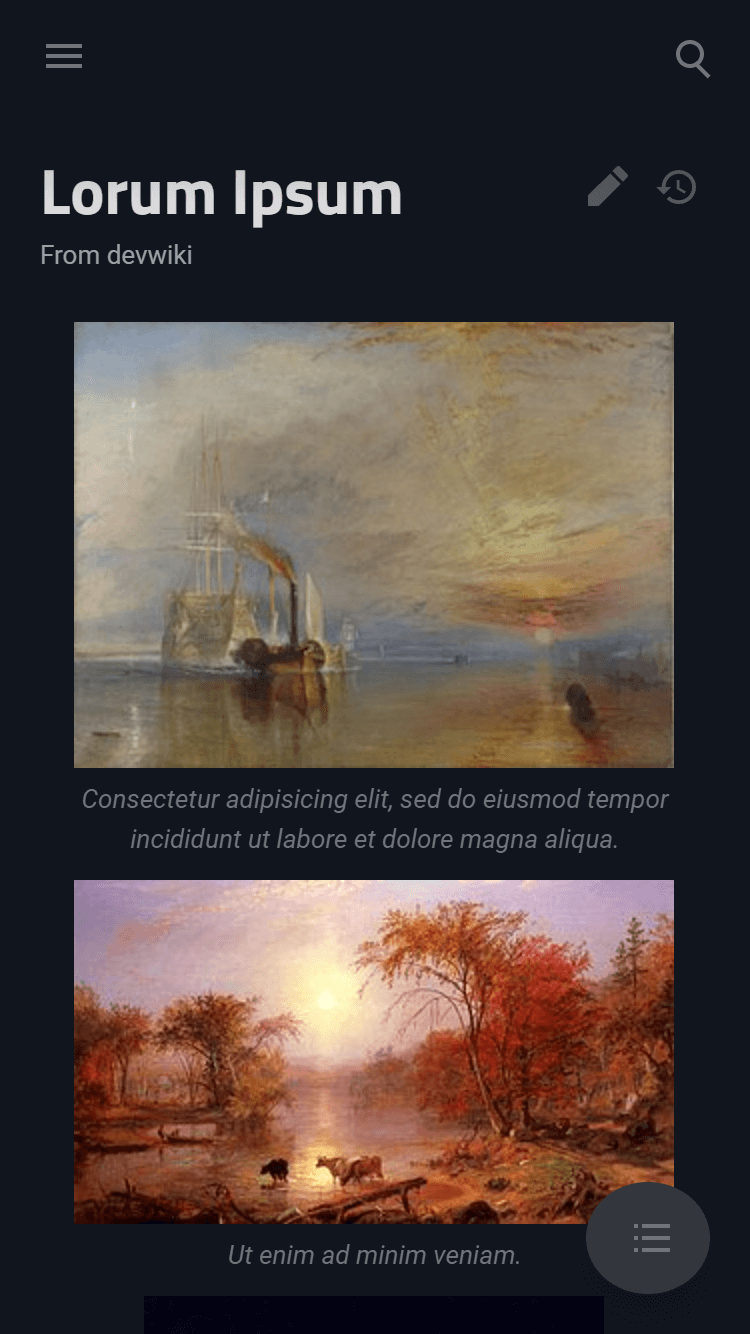 Lorum Ipsum
From devwiki
Consectetur adipisicing elit, sed do eiusmod tempor
incididunt ut labore et dolore magna aliqua.
Ut enim ad minim veniam.